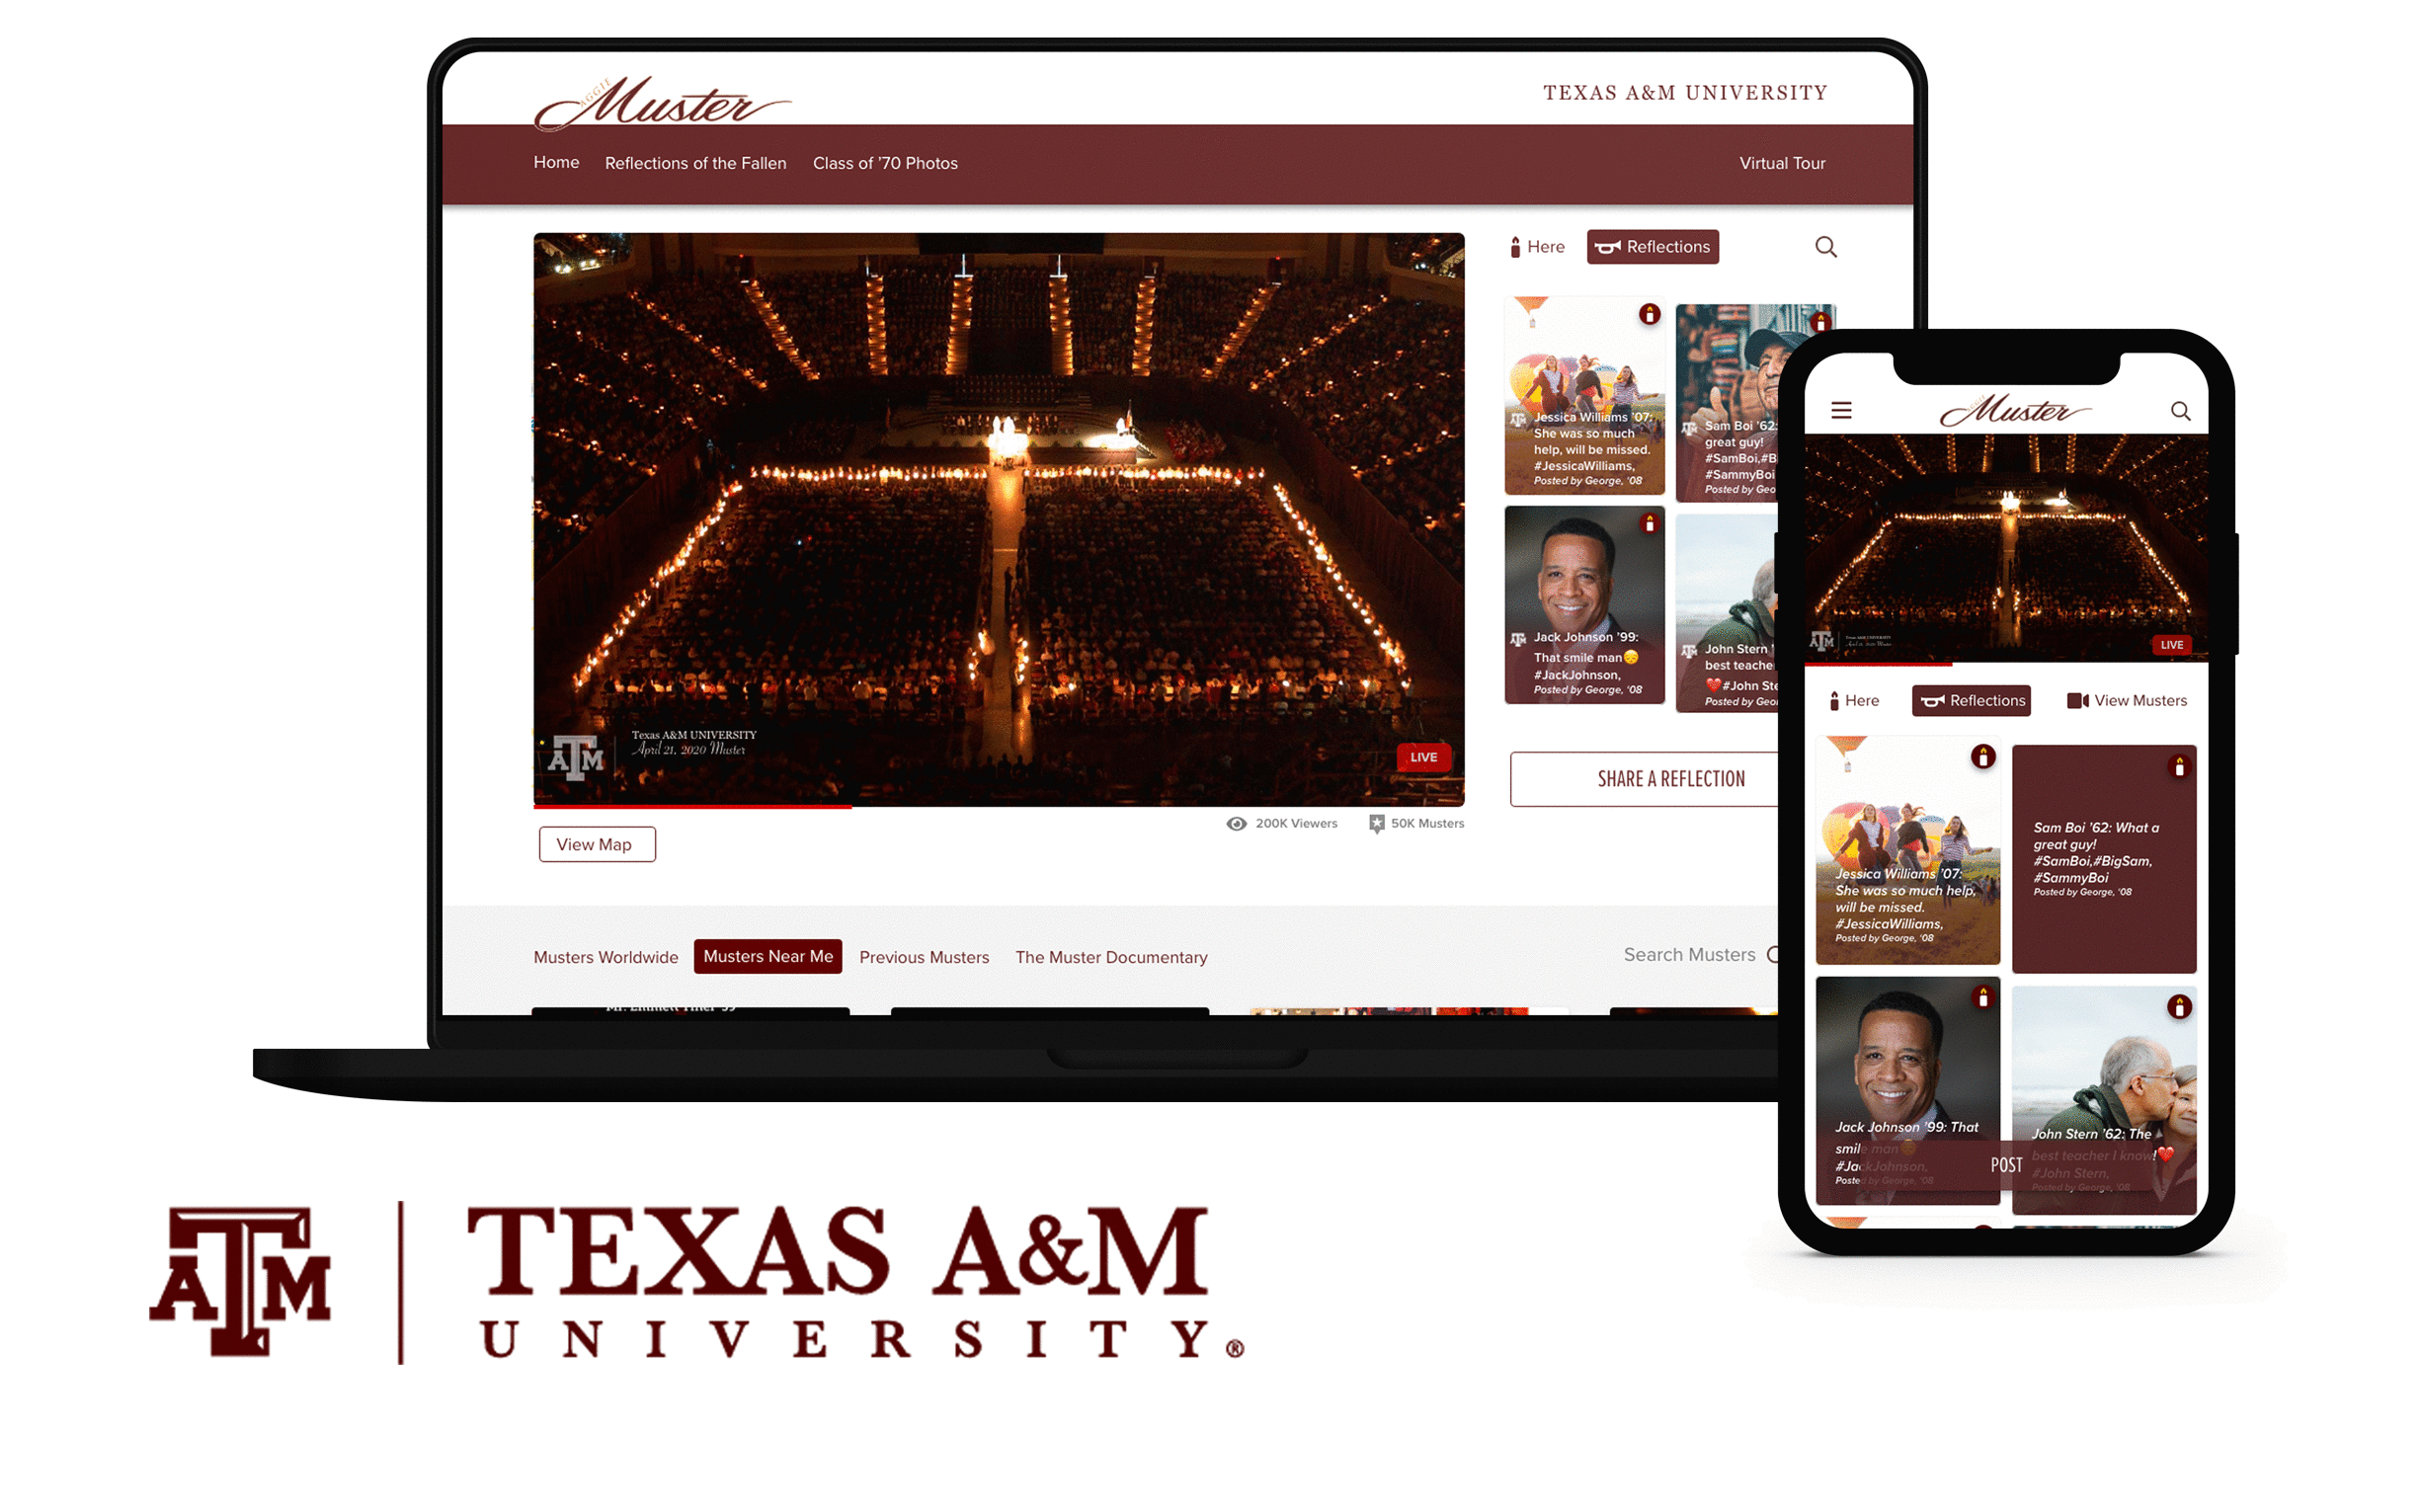 AGGIE
Muster
TEXAS A&M UNIVERSITY
Home
Reflections of the Fallen
Class of '70 Photos
Virtual Tour
Here
Reflections
Jessica Williams '07:
She was so much
help, will be missed.
#JessicaWilliams,
Posted by George, '08
Sam Boi '62:
great guy!
#SamBoi,#B
#SammyBoi
Posted by Geo
Jack Johnson '99:
That smile man😔
#JackJohnson,
Posted by George, '08
John Stern '
best teache
❤️#John Ste
Posted by Geor
ATM
Texas A&M UNIVERSITY
April 21, 2020 Muster
LIVE
200K Viewers
50K Musters
SHARE A REFLECTION
View Map
Musters Worldwide
Musters Near Me
Previous Musters
The Muster Documentary
Search Musters
Muster
ATM
LIVE
Here
Reflections
View Musters
Jessica Williams '07:
She was so much help,
will be missed.
#JessicaWilliams,
Posted by George, '08
Sam Boi '62: What a
great guy!
#SamBoi,#BigSam,
#SammyBoi
Posted by George, '08
Jack Johnson '99: That
smile man😔
#JackJohnson,
Posted by George, '08
John Stern '62: The
best teacher I know!❤️
#John Stern,
Posted by George, '08
POST
ATM
TEXAS A&M
UNIVERSITY®